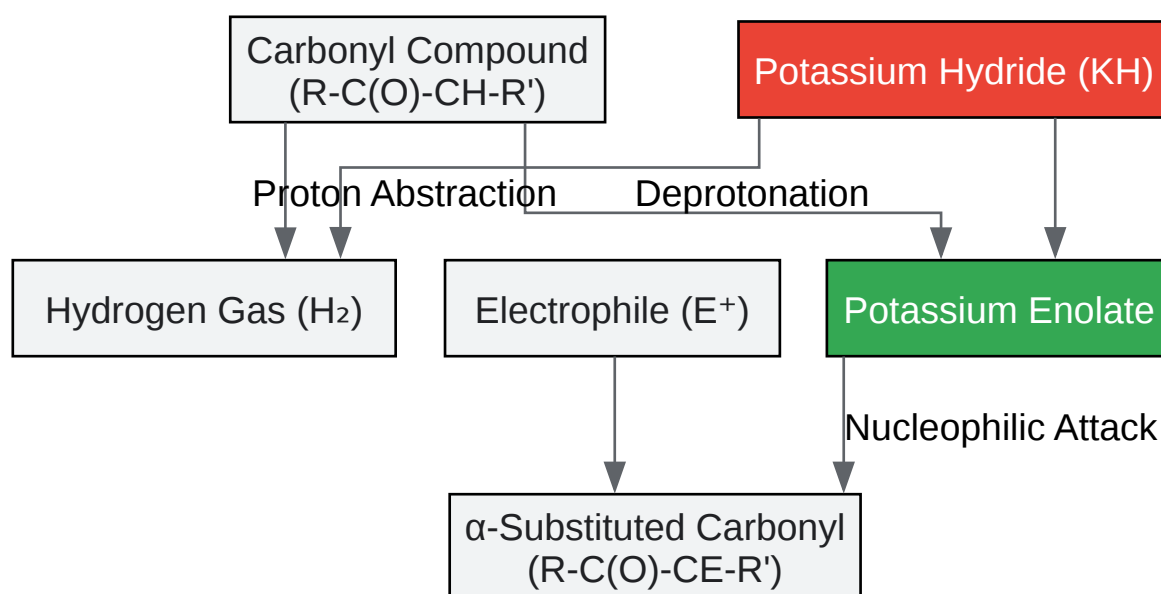 Carbonyl Compound
(R-C(O)-CH-R')
Potassium Hydride (KH)
Proton Abstraction
Deprotonation
Hydrogen Gas (H₂)
Electrophile (E⁺)
Potassium Enolate
Nucleophilic Attack
α-Substituted Carbonyl
(R-C(O)-CE-R')